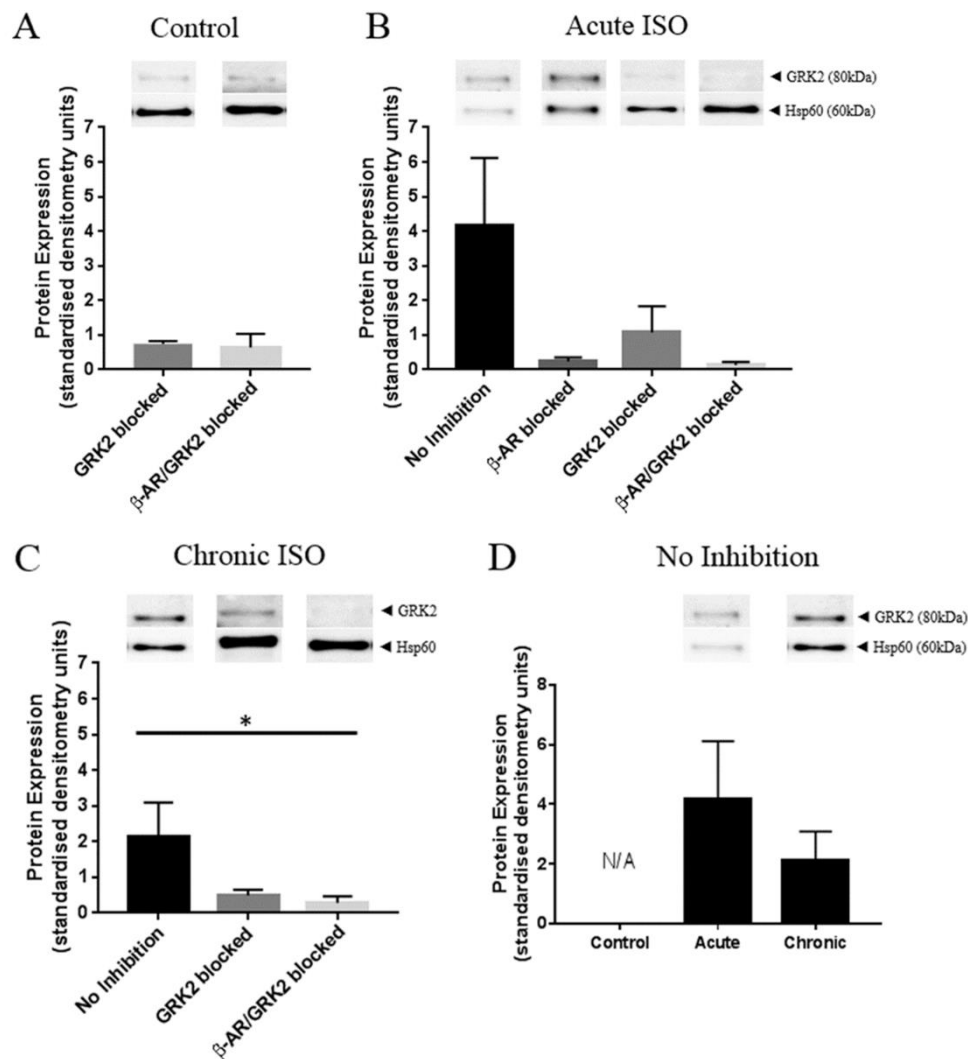 A
Control
Protein Expression
(standardised densitometry units)
7
6
5
4
3
2
1
0
GRK2 blocked
β-AR/GRK2 blocked
B
Acute ISO
GRK2 (80kDa)
Hsp60 (60kDa)
Protein Expression
(standardised densitometry units)
7
6
5
4
3
2
1
0
No Inhibition
β-AR blocked
GRK2 blocked
β-AR/GRK2 blocked
C
Chronic ISO
GRK2
Hsp60
Protein Expression
(standardised densitometry units)
7
6
5
4
3
2
1
0
*
No Inhibition
GRK2 blocked
β-AR/GRK2 blocked
D
No Inhibition
GRK2 (80kDa)
Hsp60 (60kDa)
Protein Expression
(standardised densitometry units)
8
6
4
2
0
N/A
Control Acute Chronic